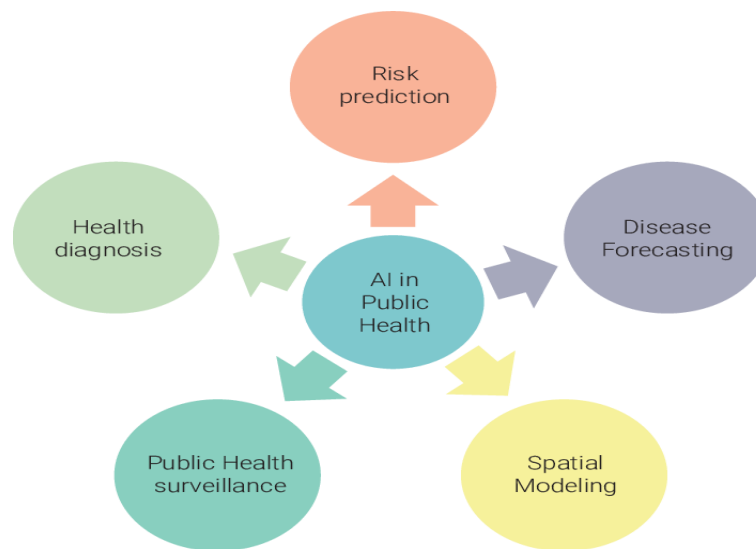 Risk
prediction
Health
diagnosis
Disease
Forecasting
AI in
Public
Health
Public Health
surveillance
Spatial
Modeling